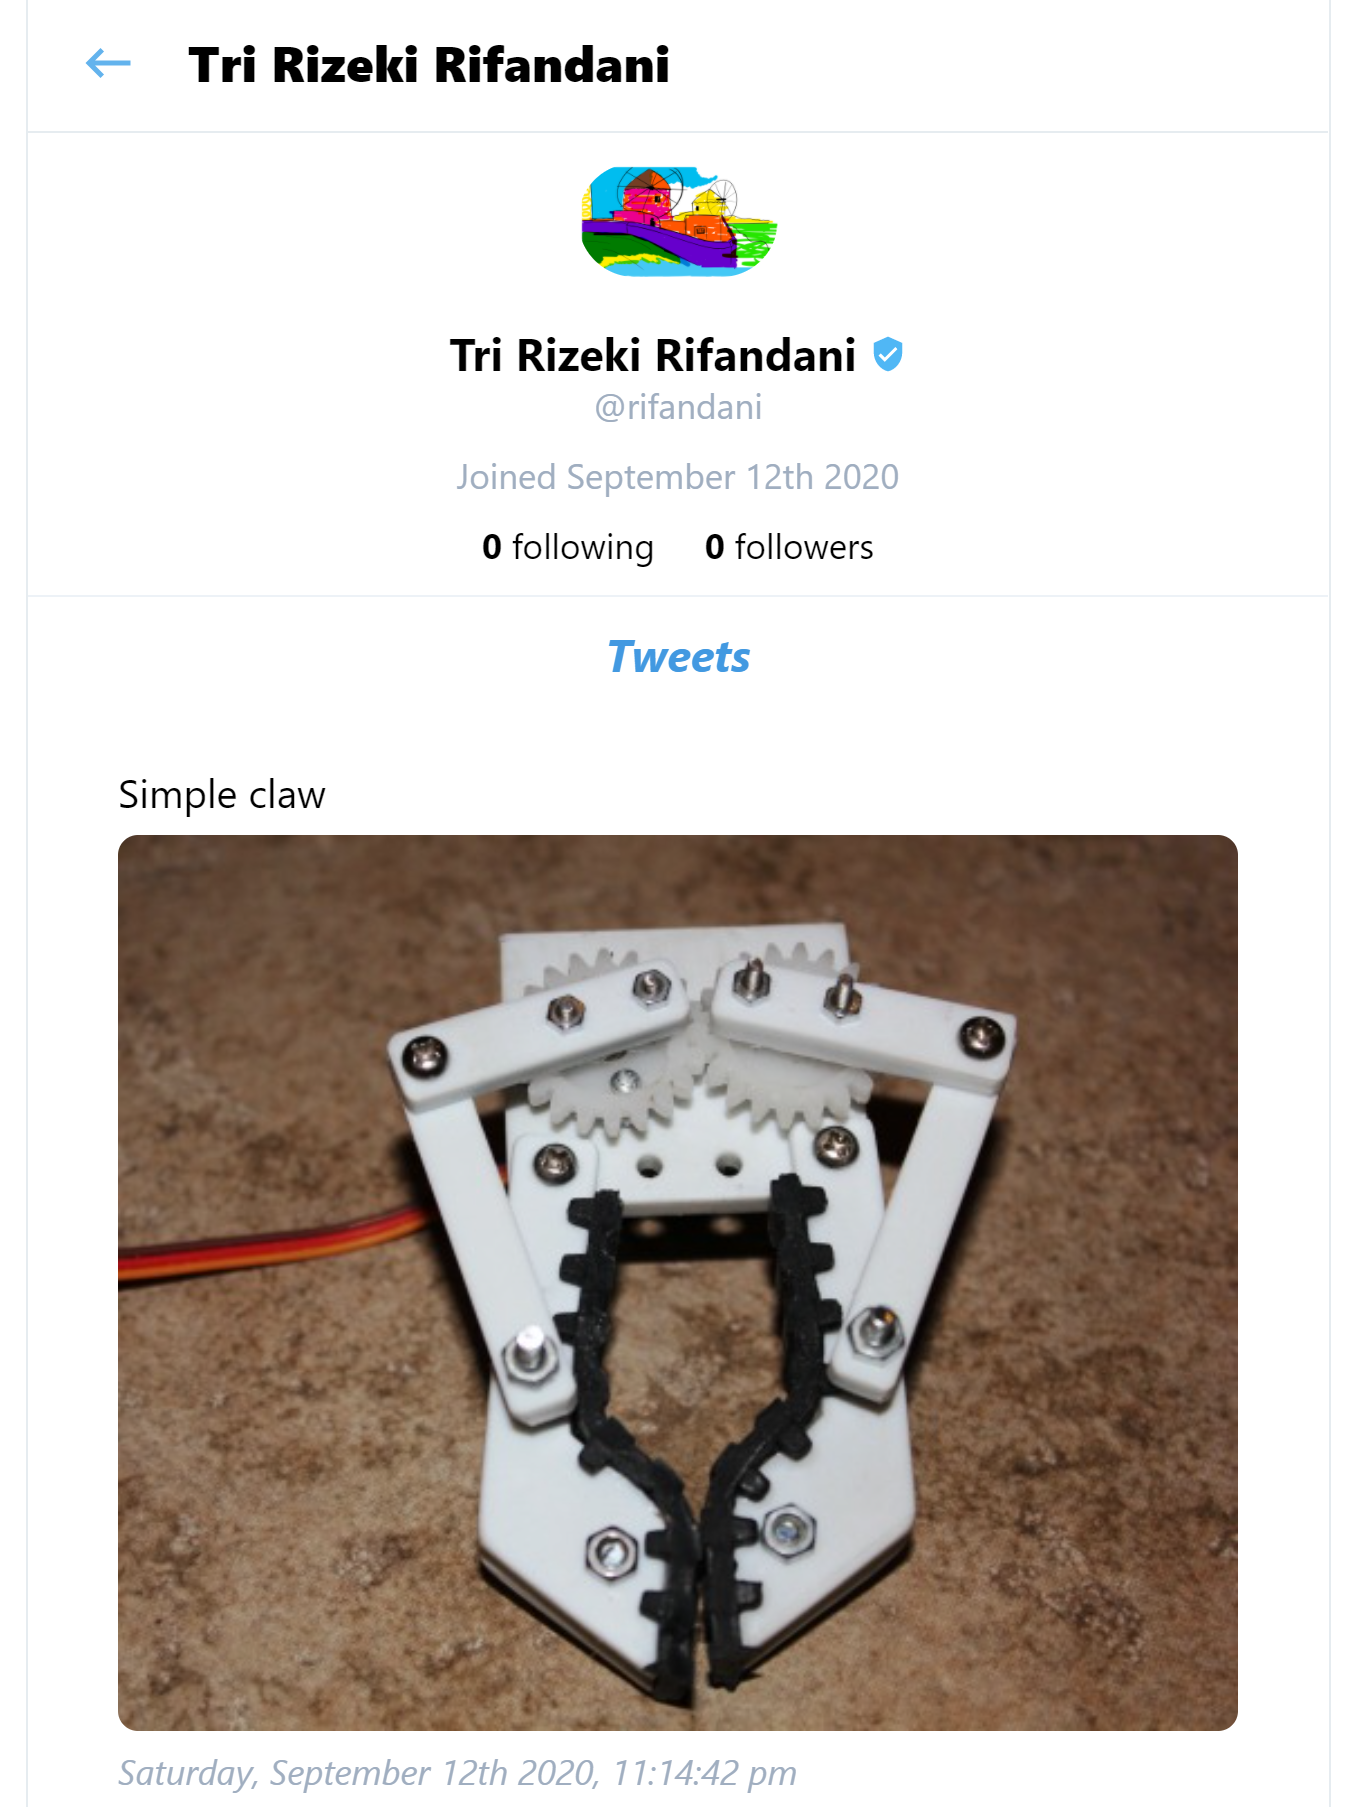 Tri Rizeki Rifandani
Tri Rizeki Rifandani
@rifandani
Joined September 12th 2020
0 following 0 followers
Tweets
Simple claw
Saturday, September 12th 2020, 11:14:42 pm